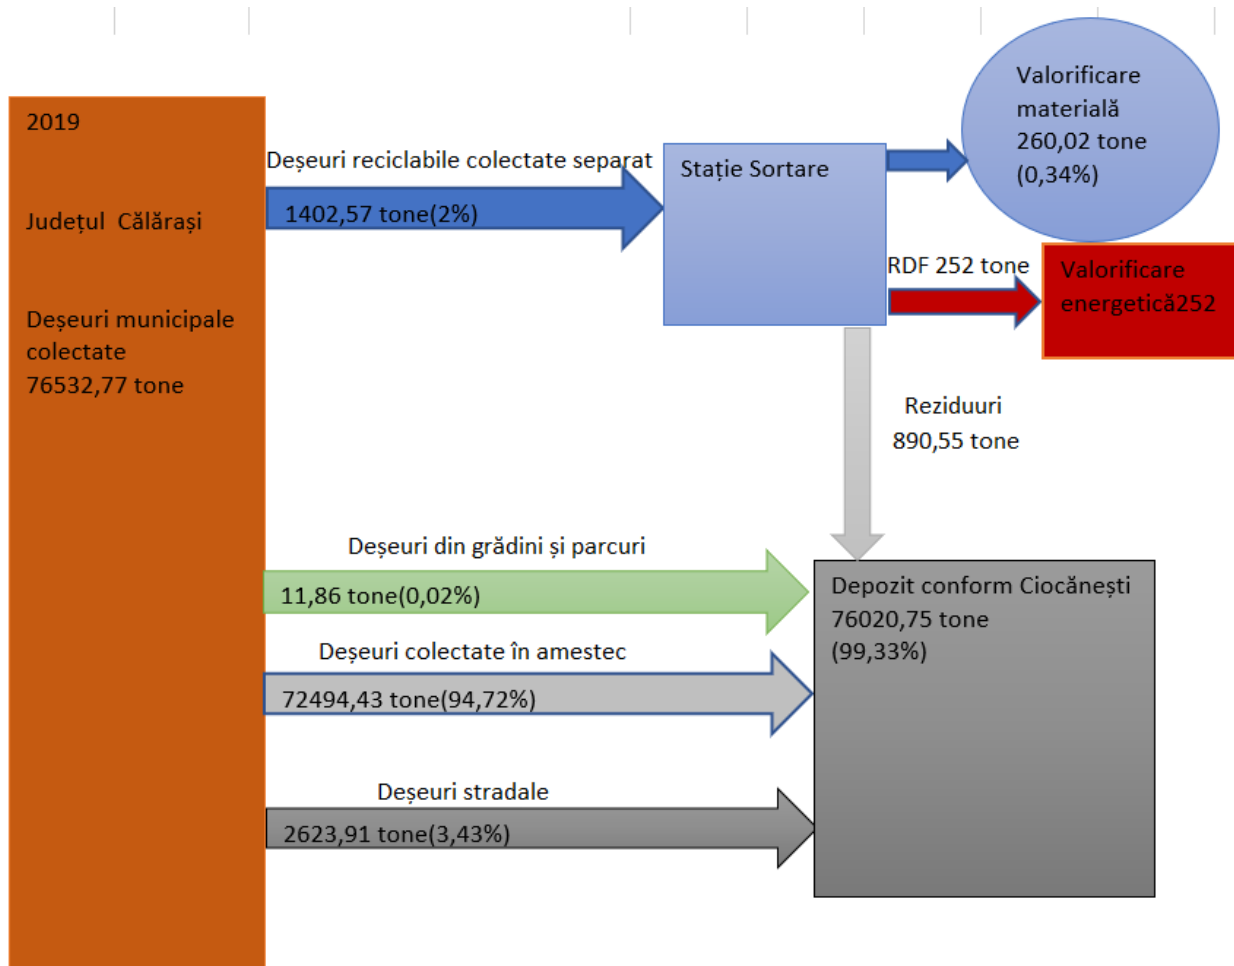 2019
Județul  Călărași
Deșeuri municipale
colectate
76532,77 tone
Deșeuri reciclabile colectate separat
1402,57 tone(2%)
Stație Sortare
Valorificare
materială
260,02 tone
(0,34%)
RDF 252 tone
Valorificare
energetică252
Reziduuri
890,55 tone
Deșeuri din grădini și parcuri
11,86 tone(0,02%)
Deșeuri colectate în amestec
72494,43 tone(94,72%)
Deșeuri stradale
2623,91 tone(3,43%)
Depozit conform Ciocănești
76020,75 tone
(99,33%)